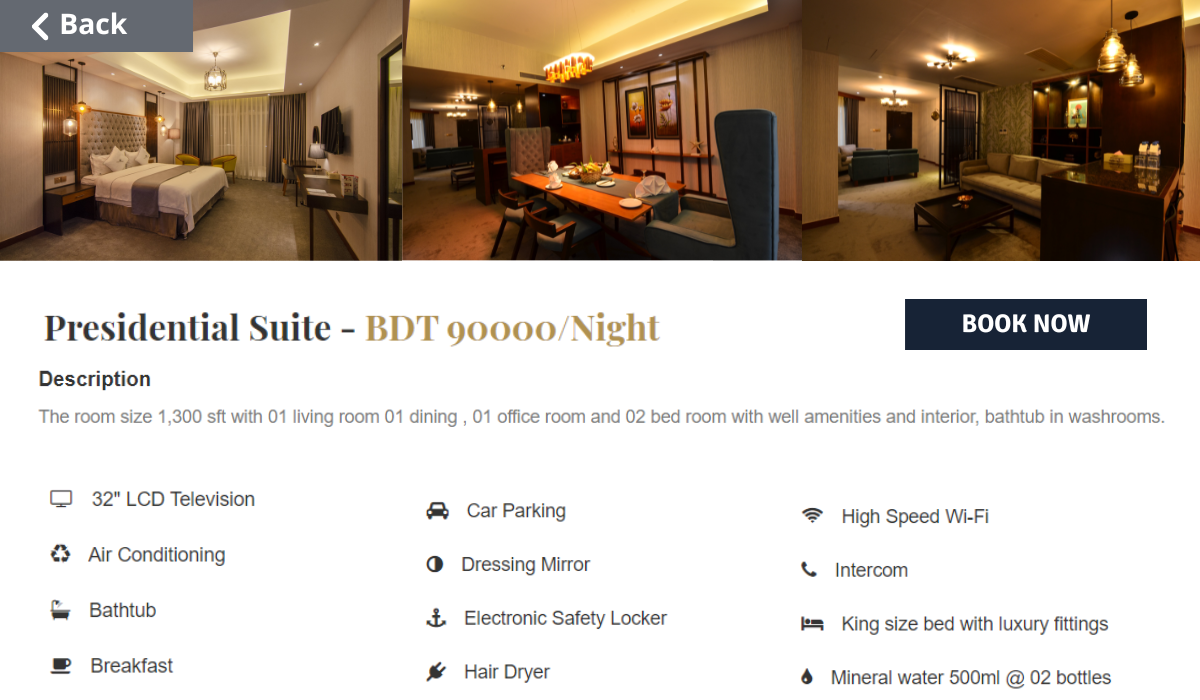 Back
Presidential Suite - BDT 90000/Night
BOOK NOW
Description
The room size 1,300 sft with 01 living room 01 dining , 01 office room and 02 bed room with well amenities and interior, bathtub in washrooms.
32" LCD Television
Air Conditioning
Bathtub
Breakfast
Car Parking
Dressing Mirror
Electronic Safety Locker
Hair Dryer
High Speed Wi-Fi
Intercom
King size bed with luxury fittings
Mineral water 500ml @ 02 bottles